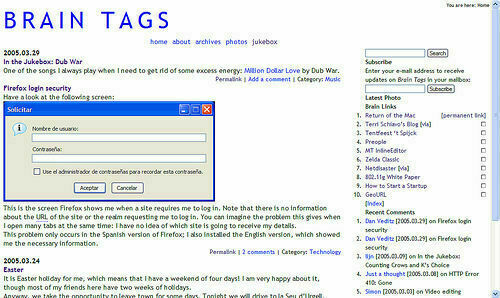 You are here: Home
BRAIN TAGS
home about archives photos jukebox
2005.03.29
In the Jukebox: Dub War
One of the songs I always play when I need to get rid of some excess energy: Million Dollar Love by Dub War.
Permalink | Add a comment | Category: Music
Firefox login security
Have a look at the following screen:
Solicitar
Nombre de usuario:
Contraseña:
Use el administrador de contraseñas para recordar esta contraseña.
Aceptar Cancelar
This is the screen Firefox shows me when a site requires me to log in. Note that there is no information
about the URL of the site or the realm requesting me to log in. You can imagine the problem this gives when
I open many tabs at the same time: I have no idea of which site is going to receive my details.
This problem only occurs in the Spanish version of Firefox; I also installed the English version, which showed
me the necessary information.
Permalink | 2 comments | Category: Technology
2005.03.24
Easter
It is Easter holiday for me, which means that I have a weekend of four days! I am very happy about it,
though most of my friends here have two weeks of holidays.
Anyway, we take the opportunity to leave town for some days. Tonight we will drive to la Seu d'Urgell,
Search
Subscribe
Enter your e-mail address to receive
updates on Brain Tags in your mailbox:
Subscribe
Latest Photo
Brain Links
1. Return of the Mac [permanent link]
2. Terri Schiavo's Blog [via]
3. Tentfeest 't Spijck
4. Preople
5. MT InlineEditor
6. Zelda Classic
7. Netdisaster [via]
8. 802.11g White Paper
9. How to Start a Startup
10. GeoURL
[Index]
Recent Comments
1. Dan Veditz [2005.03.29] on Firefox
login security
2. Dan Veditz [2005.03.29] on Firefox
login security
3. lijn [2005.03.09] on In the Jukebox:
Counting Crows and K's Choice
4. Just a thought [2005.03.08] on HTTP Error
410: Gone
5. Simon [2005.03.03] on Video editing